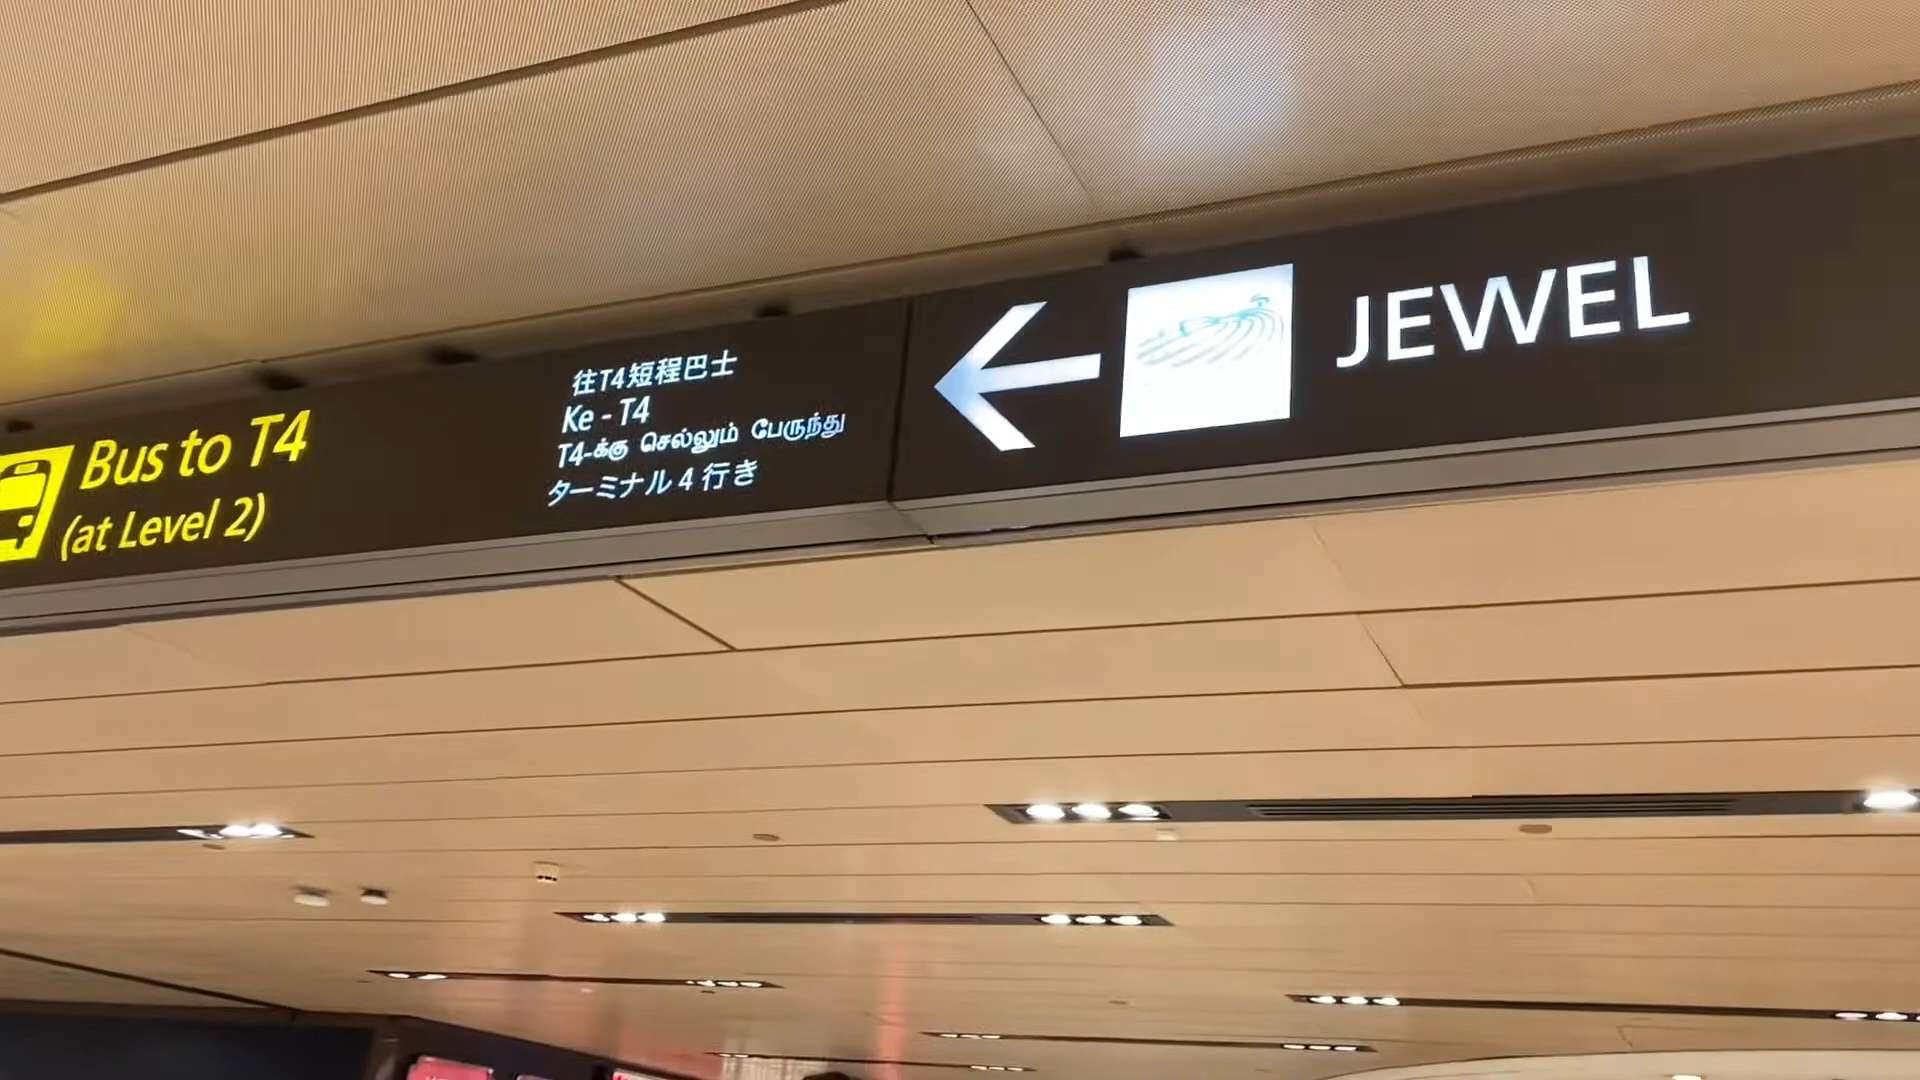 Bus to T4
(at Level 2)
往T4短程巴士
Ke - T4
T4-க்கு செல்லும் பேருந்து
ターミナル 4 行き
JEWEL